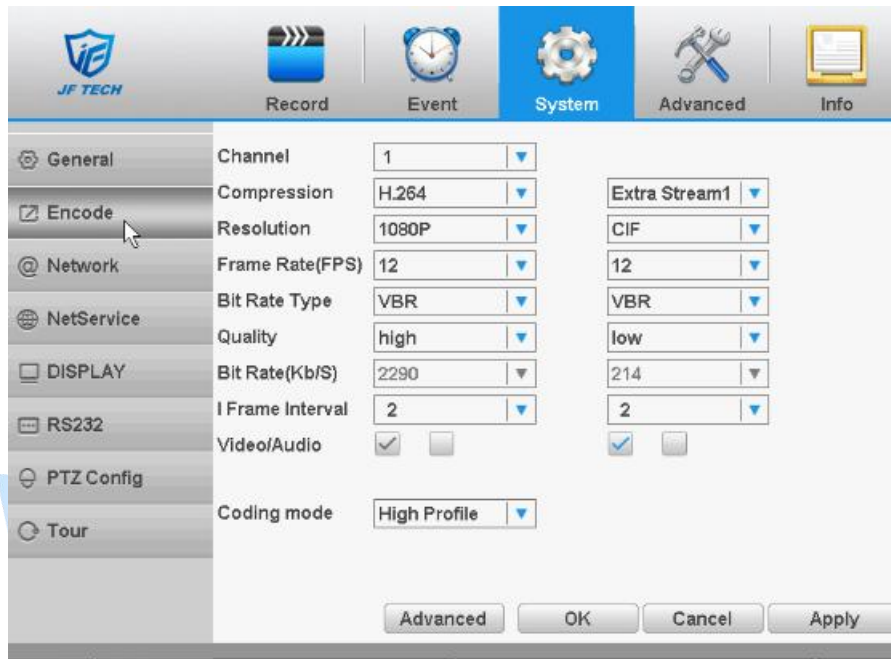 JF TECH
Record Event System Advanced Info
General
Encode
Network
NetService
DISPLAY
RS232
PTZ Config
Tour
Channel 1
Compression H.264 Extra Stream1
Resolution 1080P CIF
Frame Rate(FPS) 12 12
Bit Rate Type VBR VBR
Quality high low
Bit Rate(Kb/S) 2290 214
I Frame Interval 2 2
Video/Audio
Coding mode High Profile
Advanced OK Cancel Apply